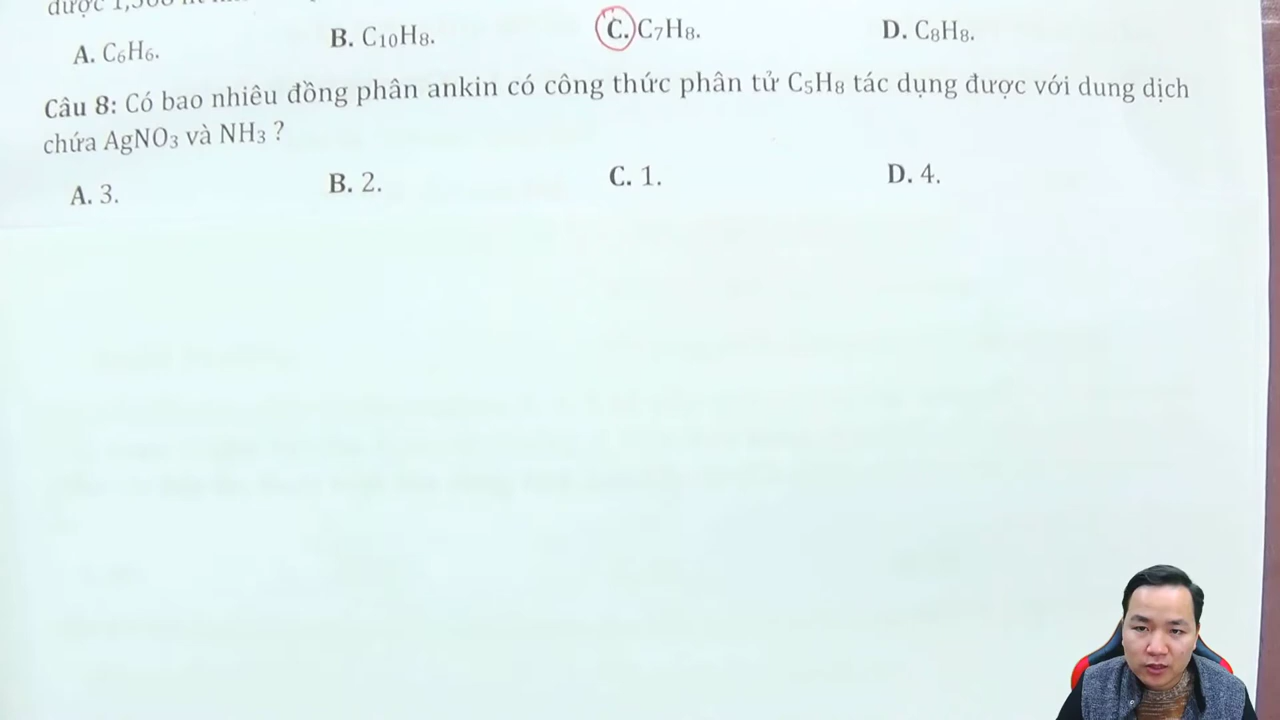 được
A. C₆H₆. B. C₁₀H₈. C. C₇H₈. D. C₈H₈.
Câu 8: Có bao nhiêu đồng phân ankin có công thức phân tử C₅H₈ tác dụng được với dung dịch
chứa AgNO₃ và NH₃ ?
A. 3. B. 2. C. 1. D. 4.